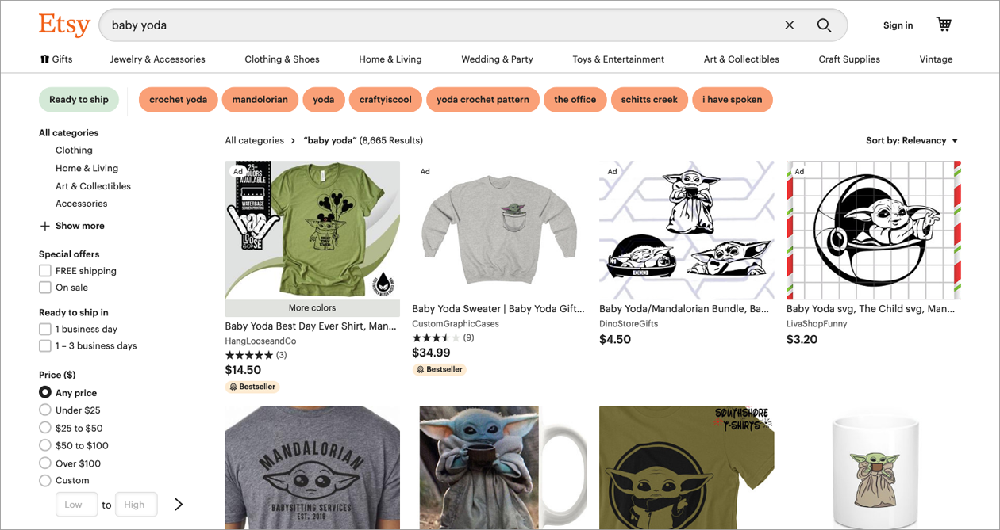 Etsy
baby yoda
Sign in
Gifts
Jewelry & Accessories
Clothing & Shoes
Home & Living
Wedding & Party
Toys & Entertainment
Art & Collectibles
Craft Supplies
Vintage
Ready to ship
crochet yoda
mandolorian
yoda
craftyiscool
yoda crochet pattern
the office
schitts creek
i have spoken
All categories
Clothing
Home & Living
Art & Collectibles
Accessories
Show more
Special offers
FREE shipping
On sale
Ready to ship in
1 business day
1 – 3 business days
Price ($)
Any price
Under $25
$25 to $50
$50 to $100
Over $100
Custom
Low to High
All categories > “baby yoda” (8,665 Results)
Sort by: Relevancy
Ad
25+
COLORS
AVAILABLE
WATERBASE
SCREEN PRINTING
HANG
LOOSE
More colors
Baby Yoda Best Day Ever Shirt, Man...
HangLooseandCo
(3)
$14.50
Bestseller
Ad
Baby Yoda Sweater | Baby Yoda Gift...
CustomGraphicCases
(9)
$34.99
Bestseller
Ad
Baby Yoda/Mandalorian Bundle, Ba...
DinoStoreGifts
$4.50
Ad
Baby Yoda svg, The Child svg, Man...
LivaShopFunny
$3.20
MANDALORIAN
BABYSITTING SERVICES
EST. 2019
SOUTHSHORE
T-SHIRTS